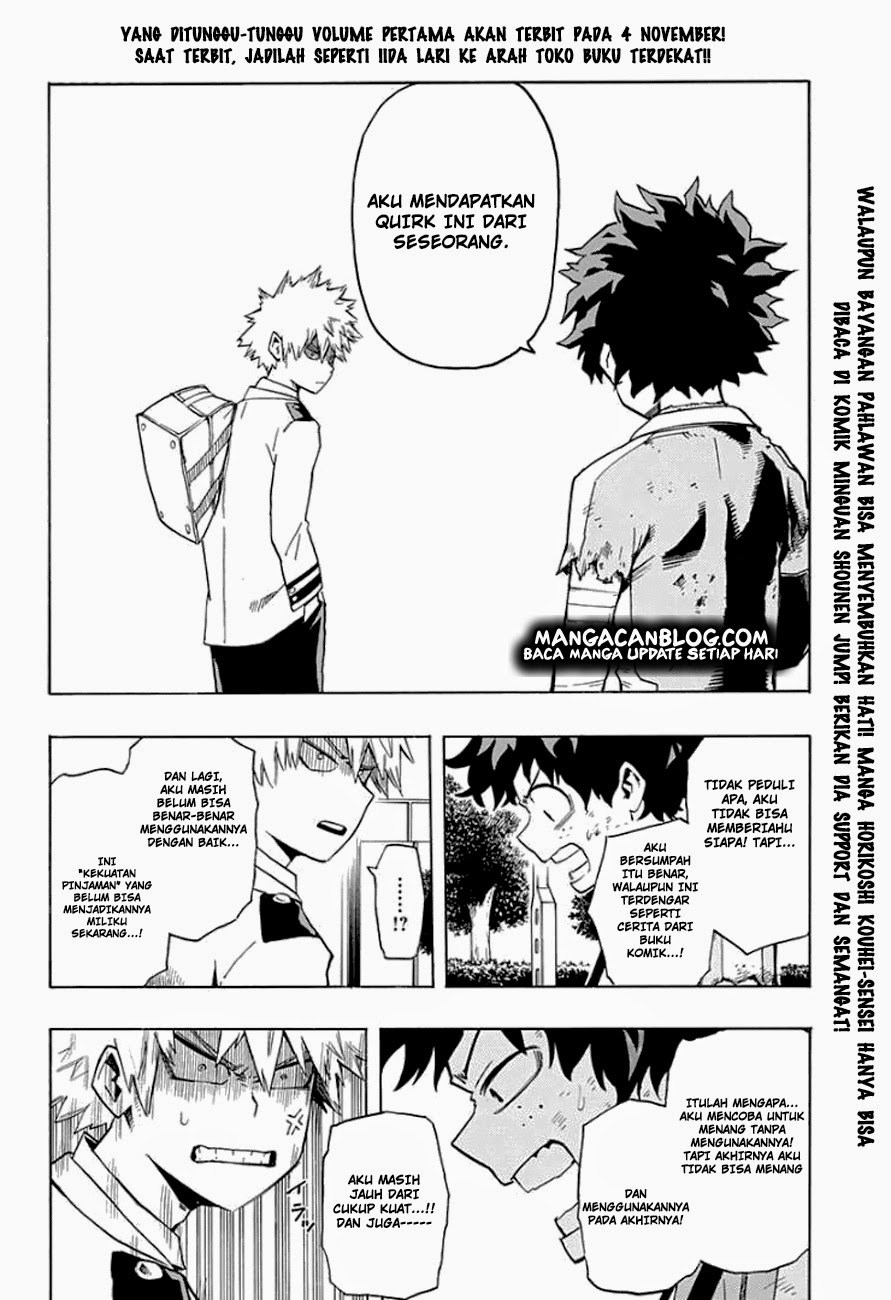 YANG DITUNGGU-TUNGGU VOLUME PERTAMA AKAN TERBIT PADA 4 NOVEMBER!
SAAT TERBIT, JADILAH SEPERTI IIDA LARI KE ARAH TOKO BUKU TERDEKAT!!
WALAUPUN BAYANGAN PAHLAWAN BISA MENYEMBUHKAN HATI! MANGA HORIKOSHI KOUHEI-SENSEI HANYA BISA
DIBACA DI KOMIK MINGUAN SHOUNEN JUMP! BERIKAN DIA SUPPORT DAN SEMANGAT!
AKU MENDAPATKAN
QUIRK INI DARI
SESEORANG.
MANGACANBLOG.COM
BACA MANGA UPDATE SETIAP HARI
TIDAK PEDULI
APA, AKU
TIDAK BISA
MEMBERIAHU
SIAPA! TAPI...
AKU
BERSUMPAH
ITU BENAR,
WALAUPUN INI
TERDENGAR
SEPERTI
CERITA DARI
BUKU
KOMIK...!
......!?
DAN LAGI,
AKU MASIH
BELUM BISA
BENAR-BENAR
MENGGUNAKANNYA
DENGAN BAIK...
INI
"KEKUATAN
PINJAMAN" YANG
BELUM BISA
MENJADIKANNYA
MILIKU
SEKARANG...!
ITULAH MENGAPA...
AKU MENCOBA UNTUK
MENANG TANPA
MENGUNAKANNYA!
TAPI AKHIRNYA AKU
TIDAK BISA MENANG
DAN
MENGGUNAKANNYA
PADA AKHIRNYA!
AKU MASIH
JAUH DARI
CUKUP KUAT...!!
DAN JUGA-----
イラッ